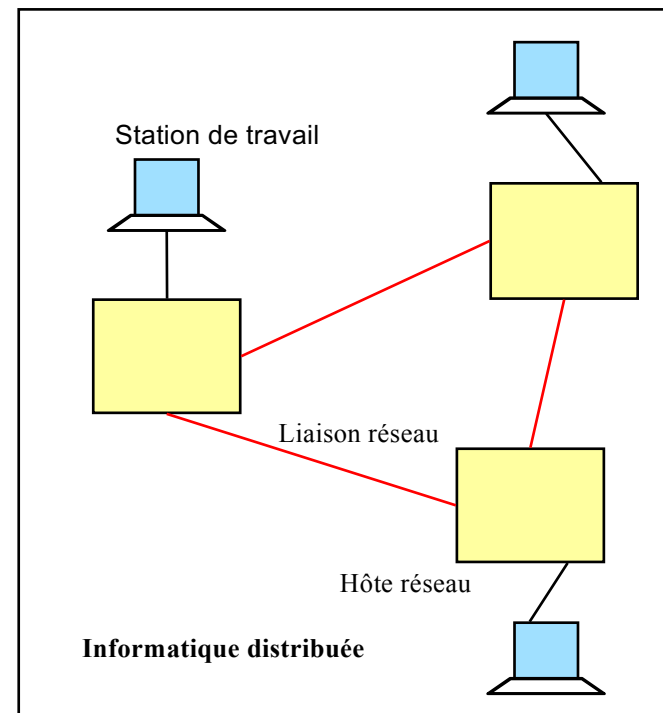 Station de travail
Liaison réseau
Hôte réseau
Informatique distribuée